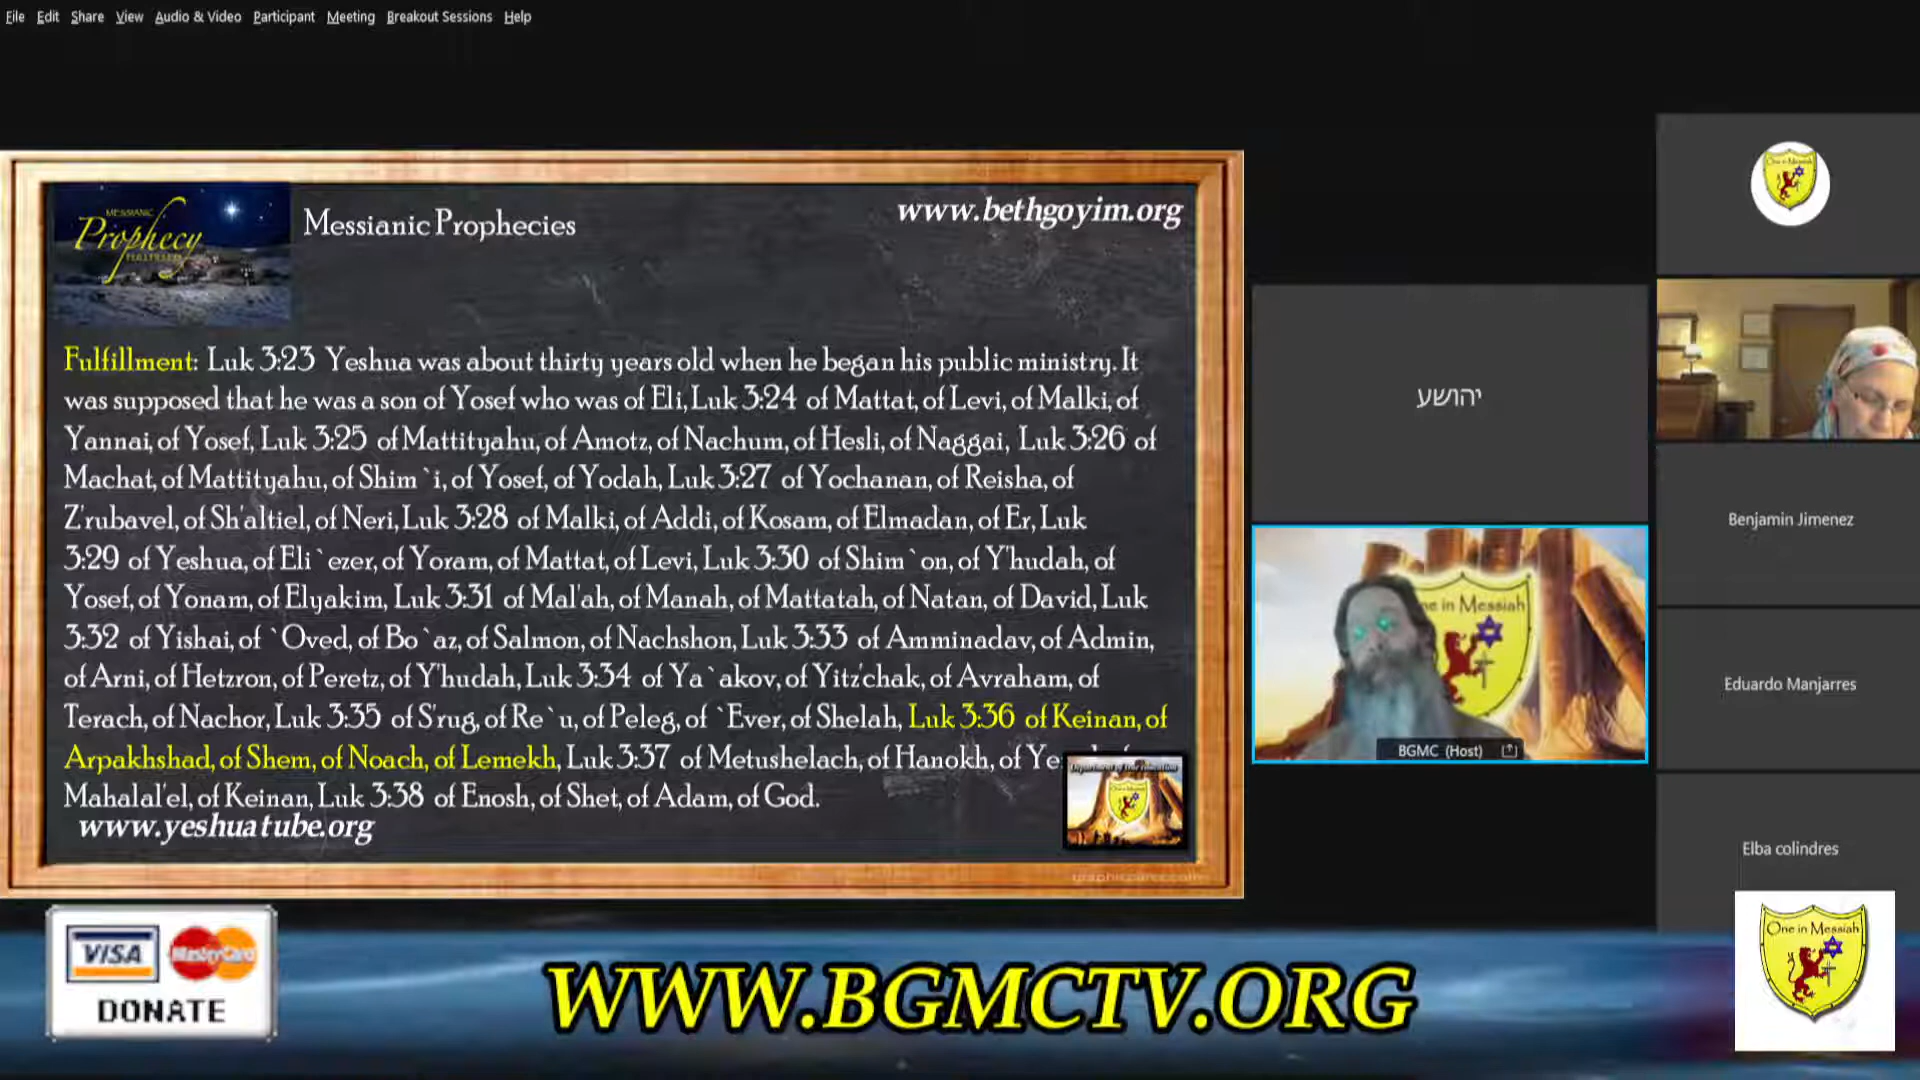 File Edit Share View Audio & Video Participant Meeting Breakout Sessions Help
MESSIANIC
Prophecy
FULFILLED
Messianic Prophecies
www.bethgoyim.org
Fulfillment: Luk 3:23 Yeshua was about thirty years old when he began his public ministry. It
was supposed that he was a son of Yosef who was of Eli, Luk 3:24 of Mattat, of Levi, of Malki, of
Yannai, of Yosef, Luk 3:25 of Mattityahu, of Amotz, of Nachum, of Hesli, of Naggai, Luk 3:26 of
Machat, of Mattityahu, of Shim`i, of Yosef, of Yodah, Luk 3:27 of Yochanan, of Reisha, of
Z'rubavel, of Sh'altiel, of Neri, Luk 3:28 of Malki, of Addi, of Kosam, of Elmadan, of Er, Luk
3:29 of Yeshua, of Eli`ezer, of Yoram, of Mattat, of Levi, Luk 3:30 of Shim`on, of Y'hudah, of
Yosef, of Yonam, of Elyakim, Luk 3:31 of Mal'ah, of Manah, of Mattatah, of Natan, of David, Luk
3:32 of Yishai, of `Oved, of Bo`az, of Salmon, of Nachshon, Luk 3:33 of Amminadav, of Admin,
of Arni, of Hetzron, of Peretz, of Y'hudah, Luk 3:34 of Ya`akov, of Yitz'chak, of Avraham, of
Terach, of Nachor, Luk 3:35 of S'rug, of Re`u, of Peleg, of `Ever, of Shelah, Luk 3:36 of Keinan, of
Arpakhshad, of Shem, of Noach, of Lemekh, Luk 3:37 of Metushelach, of Hanokh, of
Mahalal'el, of Keinan, Luk 3:38 of Enosh, of Shet, of Adam, of God.
www.yeshuatube.org
One in Messiah
יהושע
ne in Messiah
BGMC (Host)
One in Messiah
Benjamin Jimenez
Eduardo Manjarres
Elba colindres
VISA MasterCard
DONATE
WWW.BGMCTV.ORG
One in Messiah